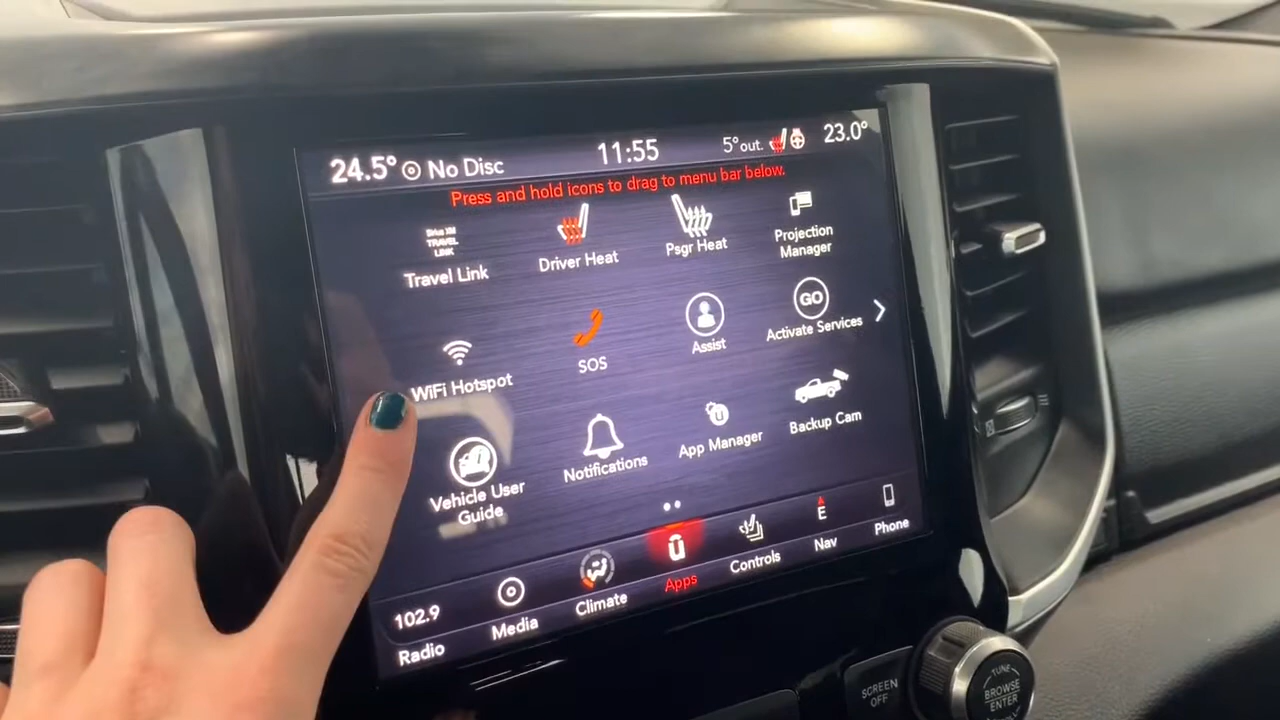 24.5° No Disc 11:55 5°out. 23.0°
Press and hold icons to drag to menu bar below.
SiriusXM
TRAVEL
LINK
Travel Link
Driver Heat
Psgr Heat
Projection
Manager
WiFi Hotspot
SOS
Assist
GO
Activate Services
Vehicle User
Guide
Notifications
App Manager
Backup Cam
102.9
Radio
Media
Climate
Apps
Controls
E
Nav
Phone
SCREEN
OFF
TUNE
BROWSE
ENTER